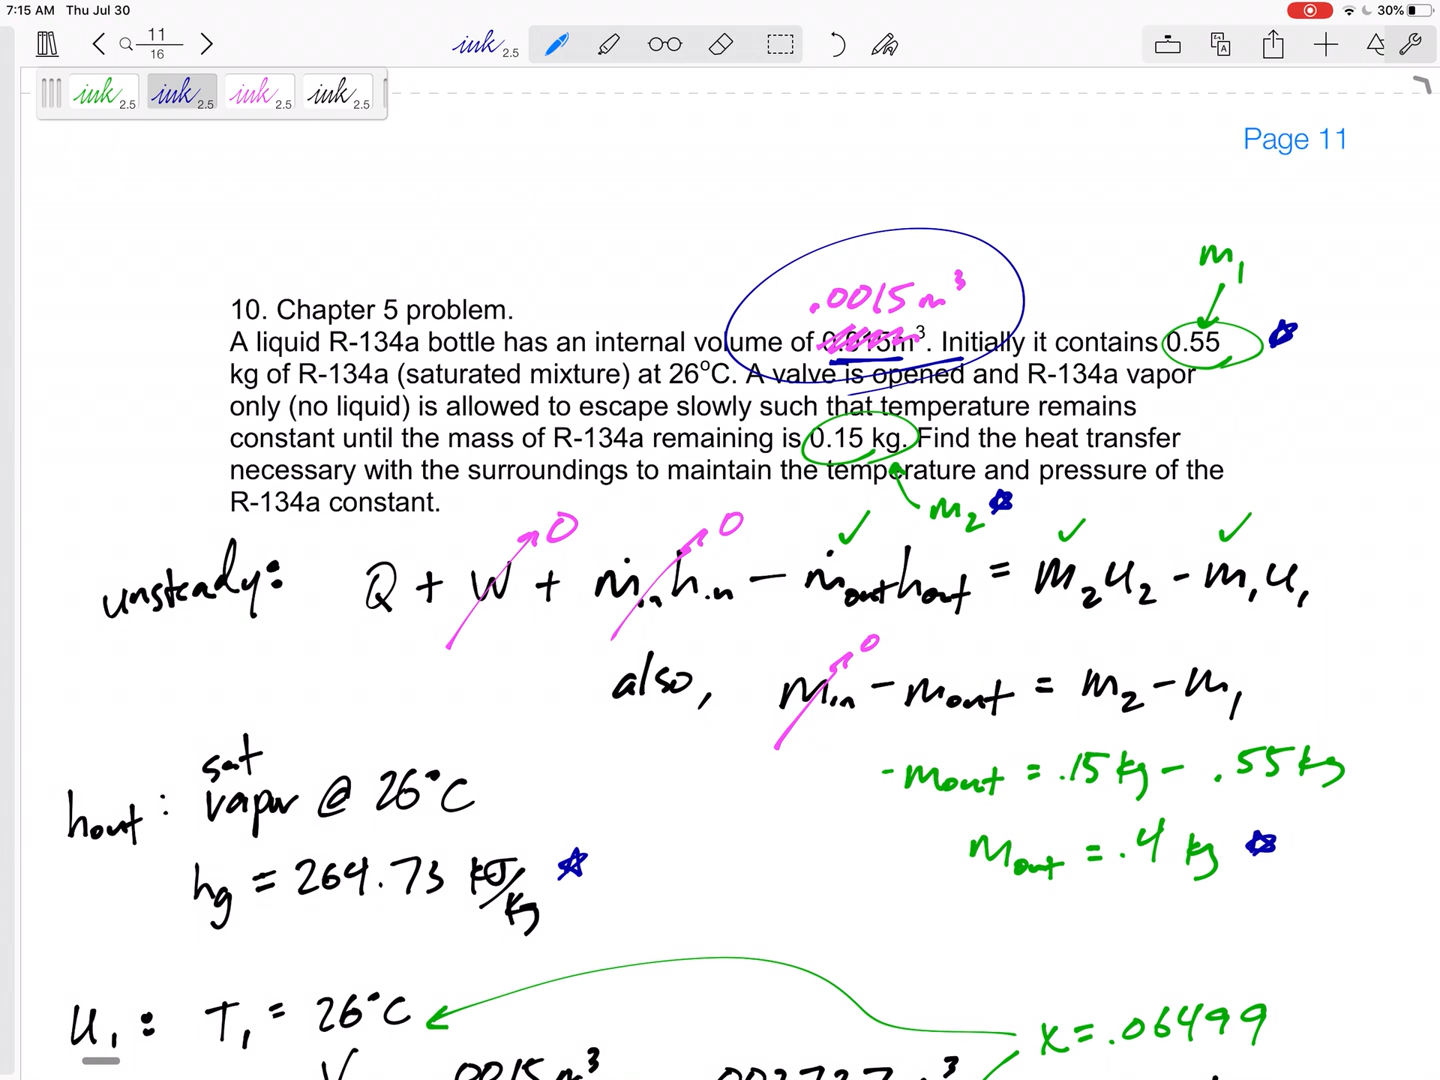 7:15 AM Thu Jul 30
30%
11
16
ink 2.5
ink 2.5 ink 2.5 ink 2.5 ink 2.5
Page 11
m1
.0015 m³
10. Chapter 5 problem.
A liquid R-134a bottle has an internal volume of 0.015m³. Initially it contains 0.55
kg of R-134a (saturated mixture) at 26°C. A valve is opened and R-134a vapor
only (no liquid) is allowed to escape slowly such that temperature remains
constant until the mass of R-134a remaining is 0.15 kg. Find the heat transfer
necessary with the surroundings to maintain the temperature and pressure of the
R-134a constant.
m2
0 0
unsteady: Q + W + ṁin hin − ṁout hout = m2u2 − m1u1
0
also, min − mout = m2 − m1
-mout = .15 kg − .55 kg
mout = .4 kg
hout: sat vapor @ 26°C
hg = 264.73 kJ/kg
u1: T1 = 26°C
x = .06499
.0015 m³